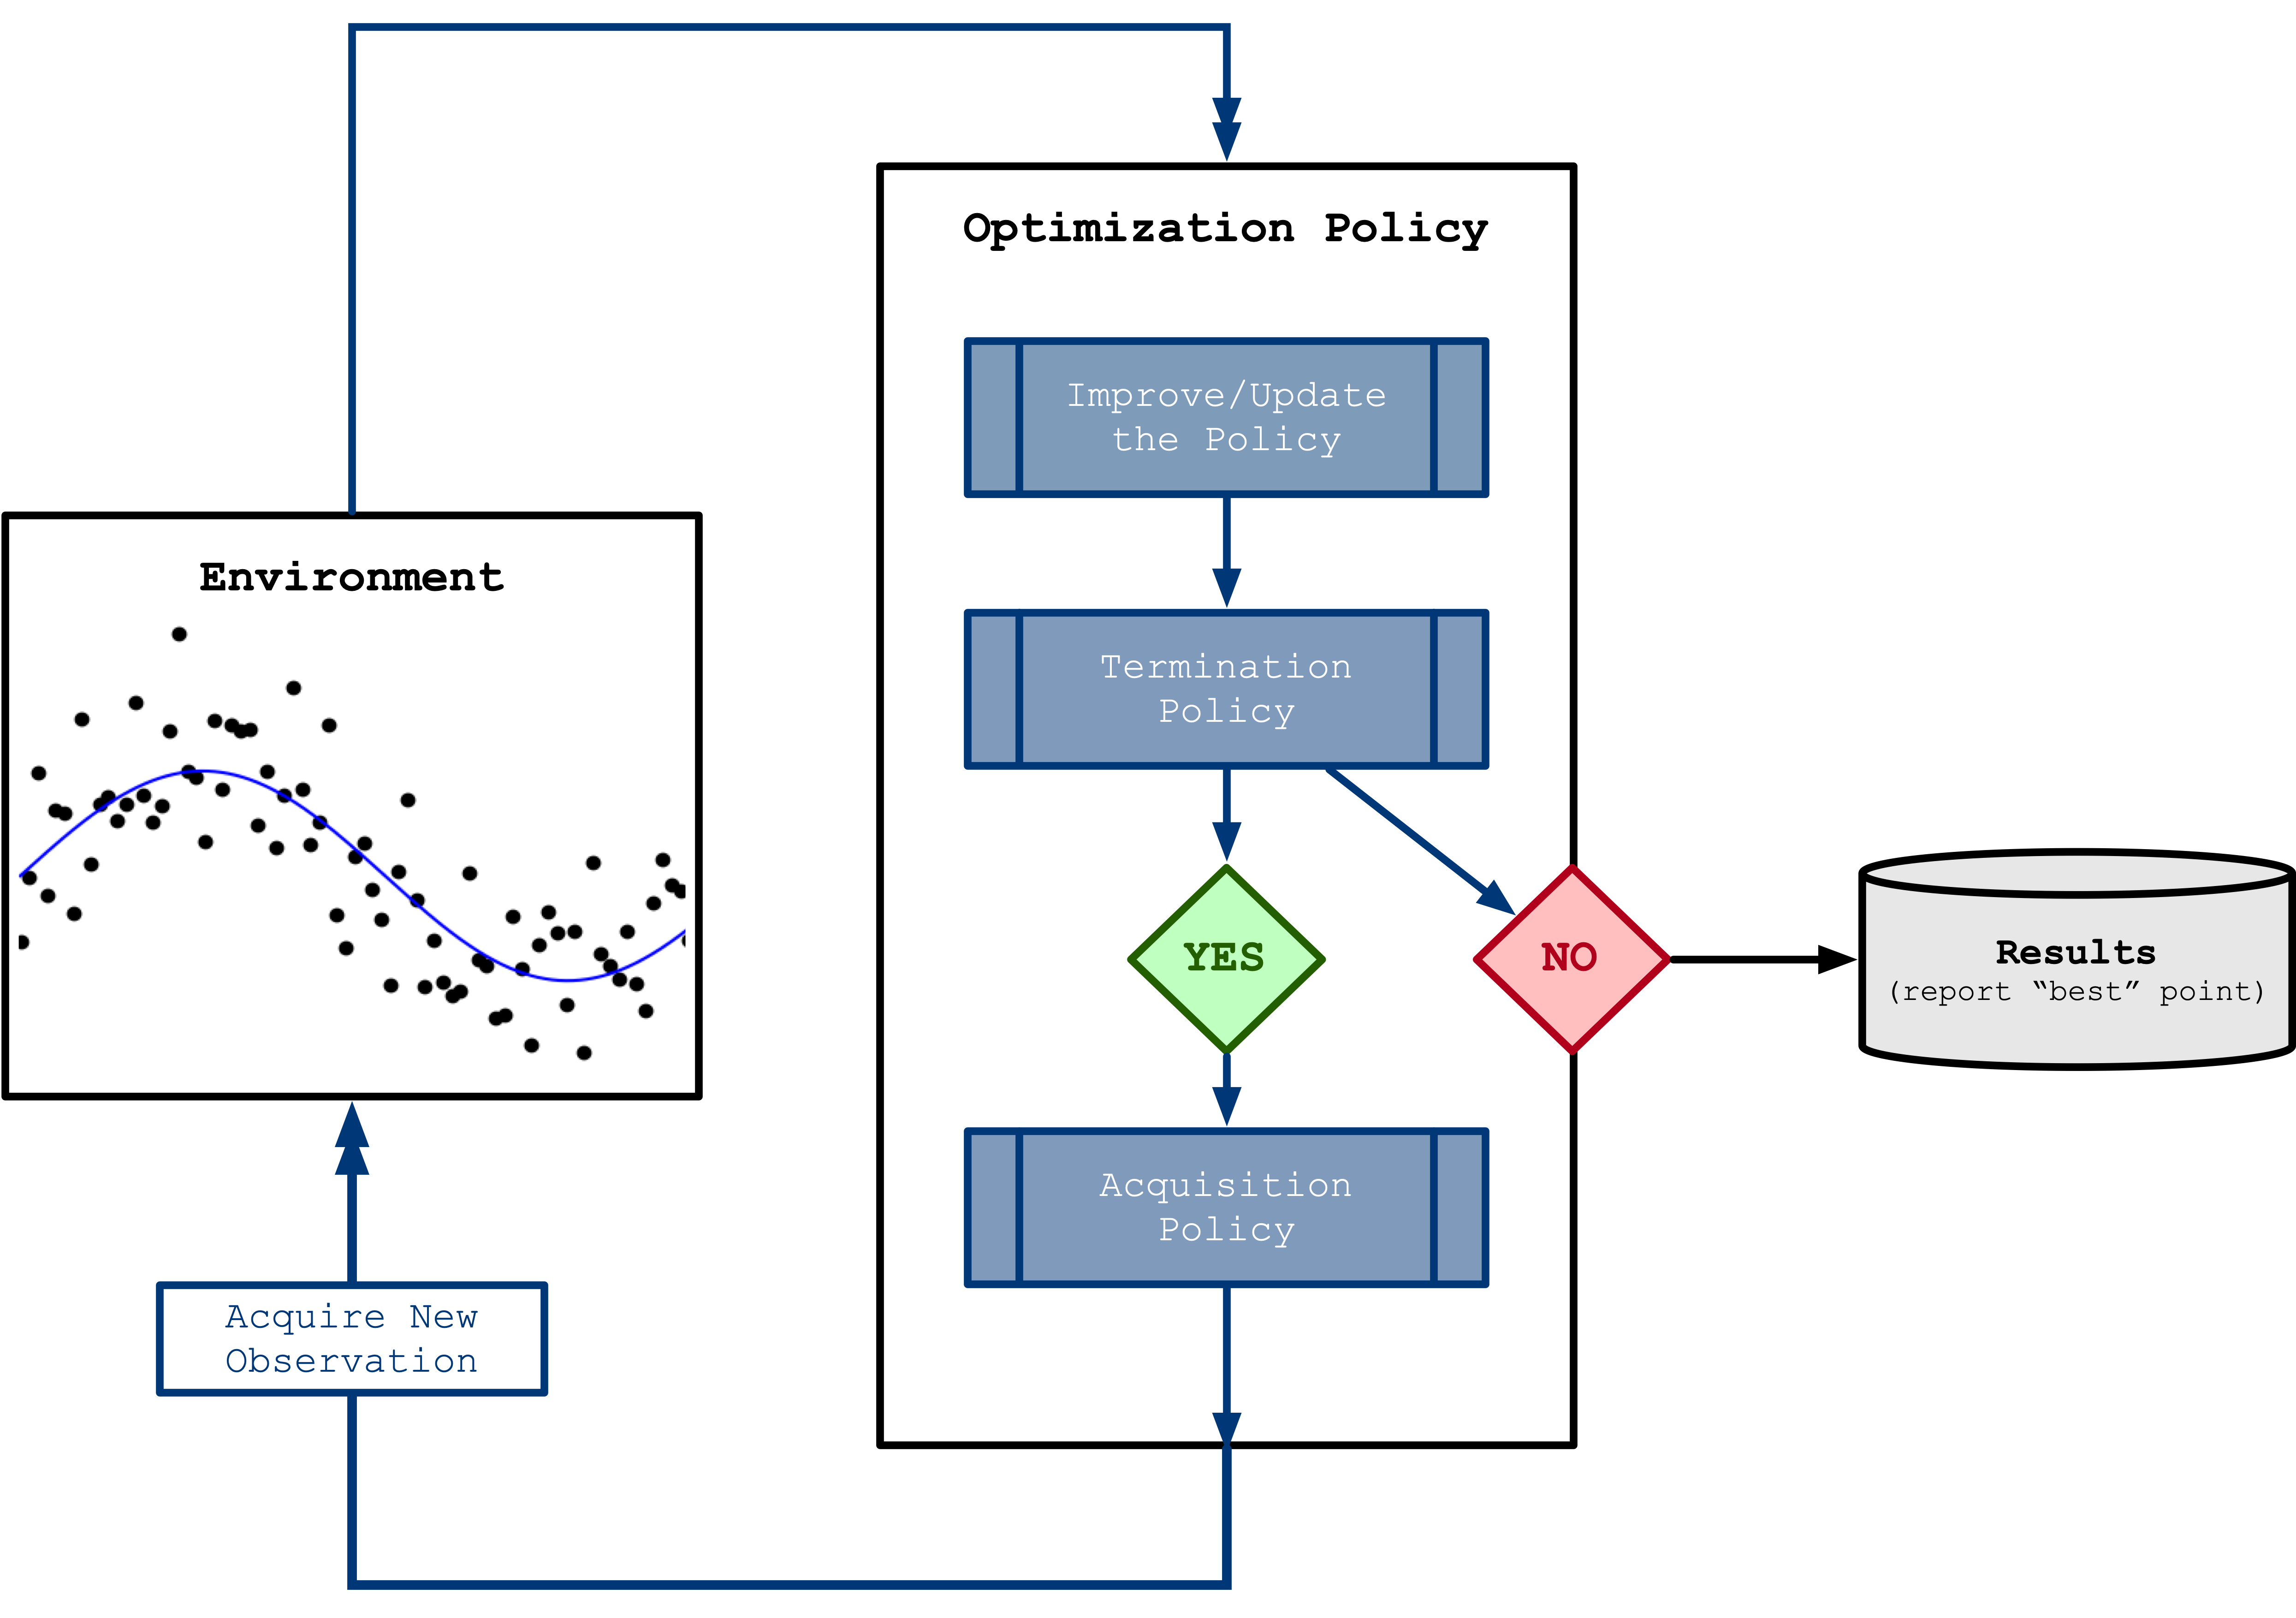 Optimization Policy
Improve/Update
the Policy
Environment
Termination
Policy
YES
NO
Results
(report “best” point)
Acquisition
Policy
Acquire New
Observation